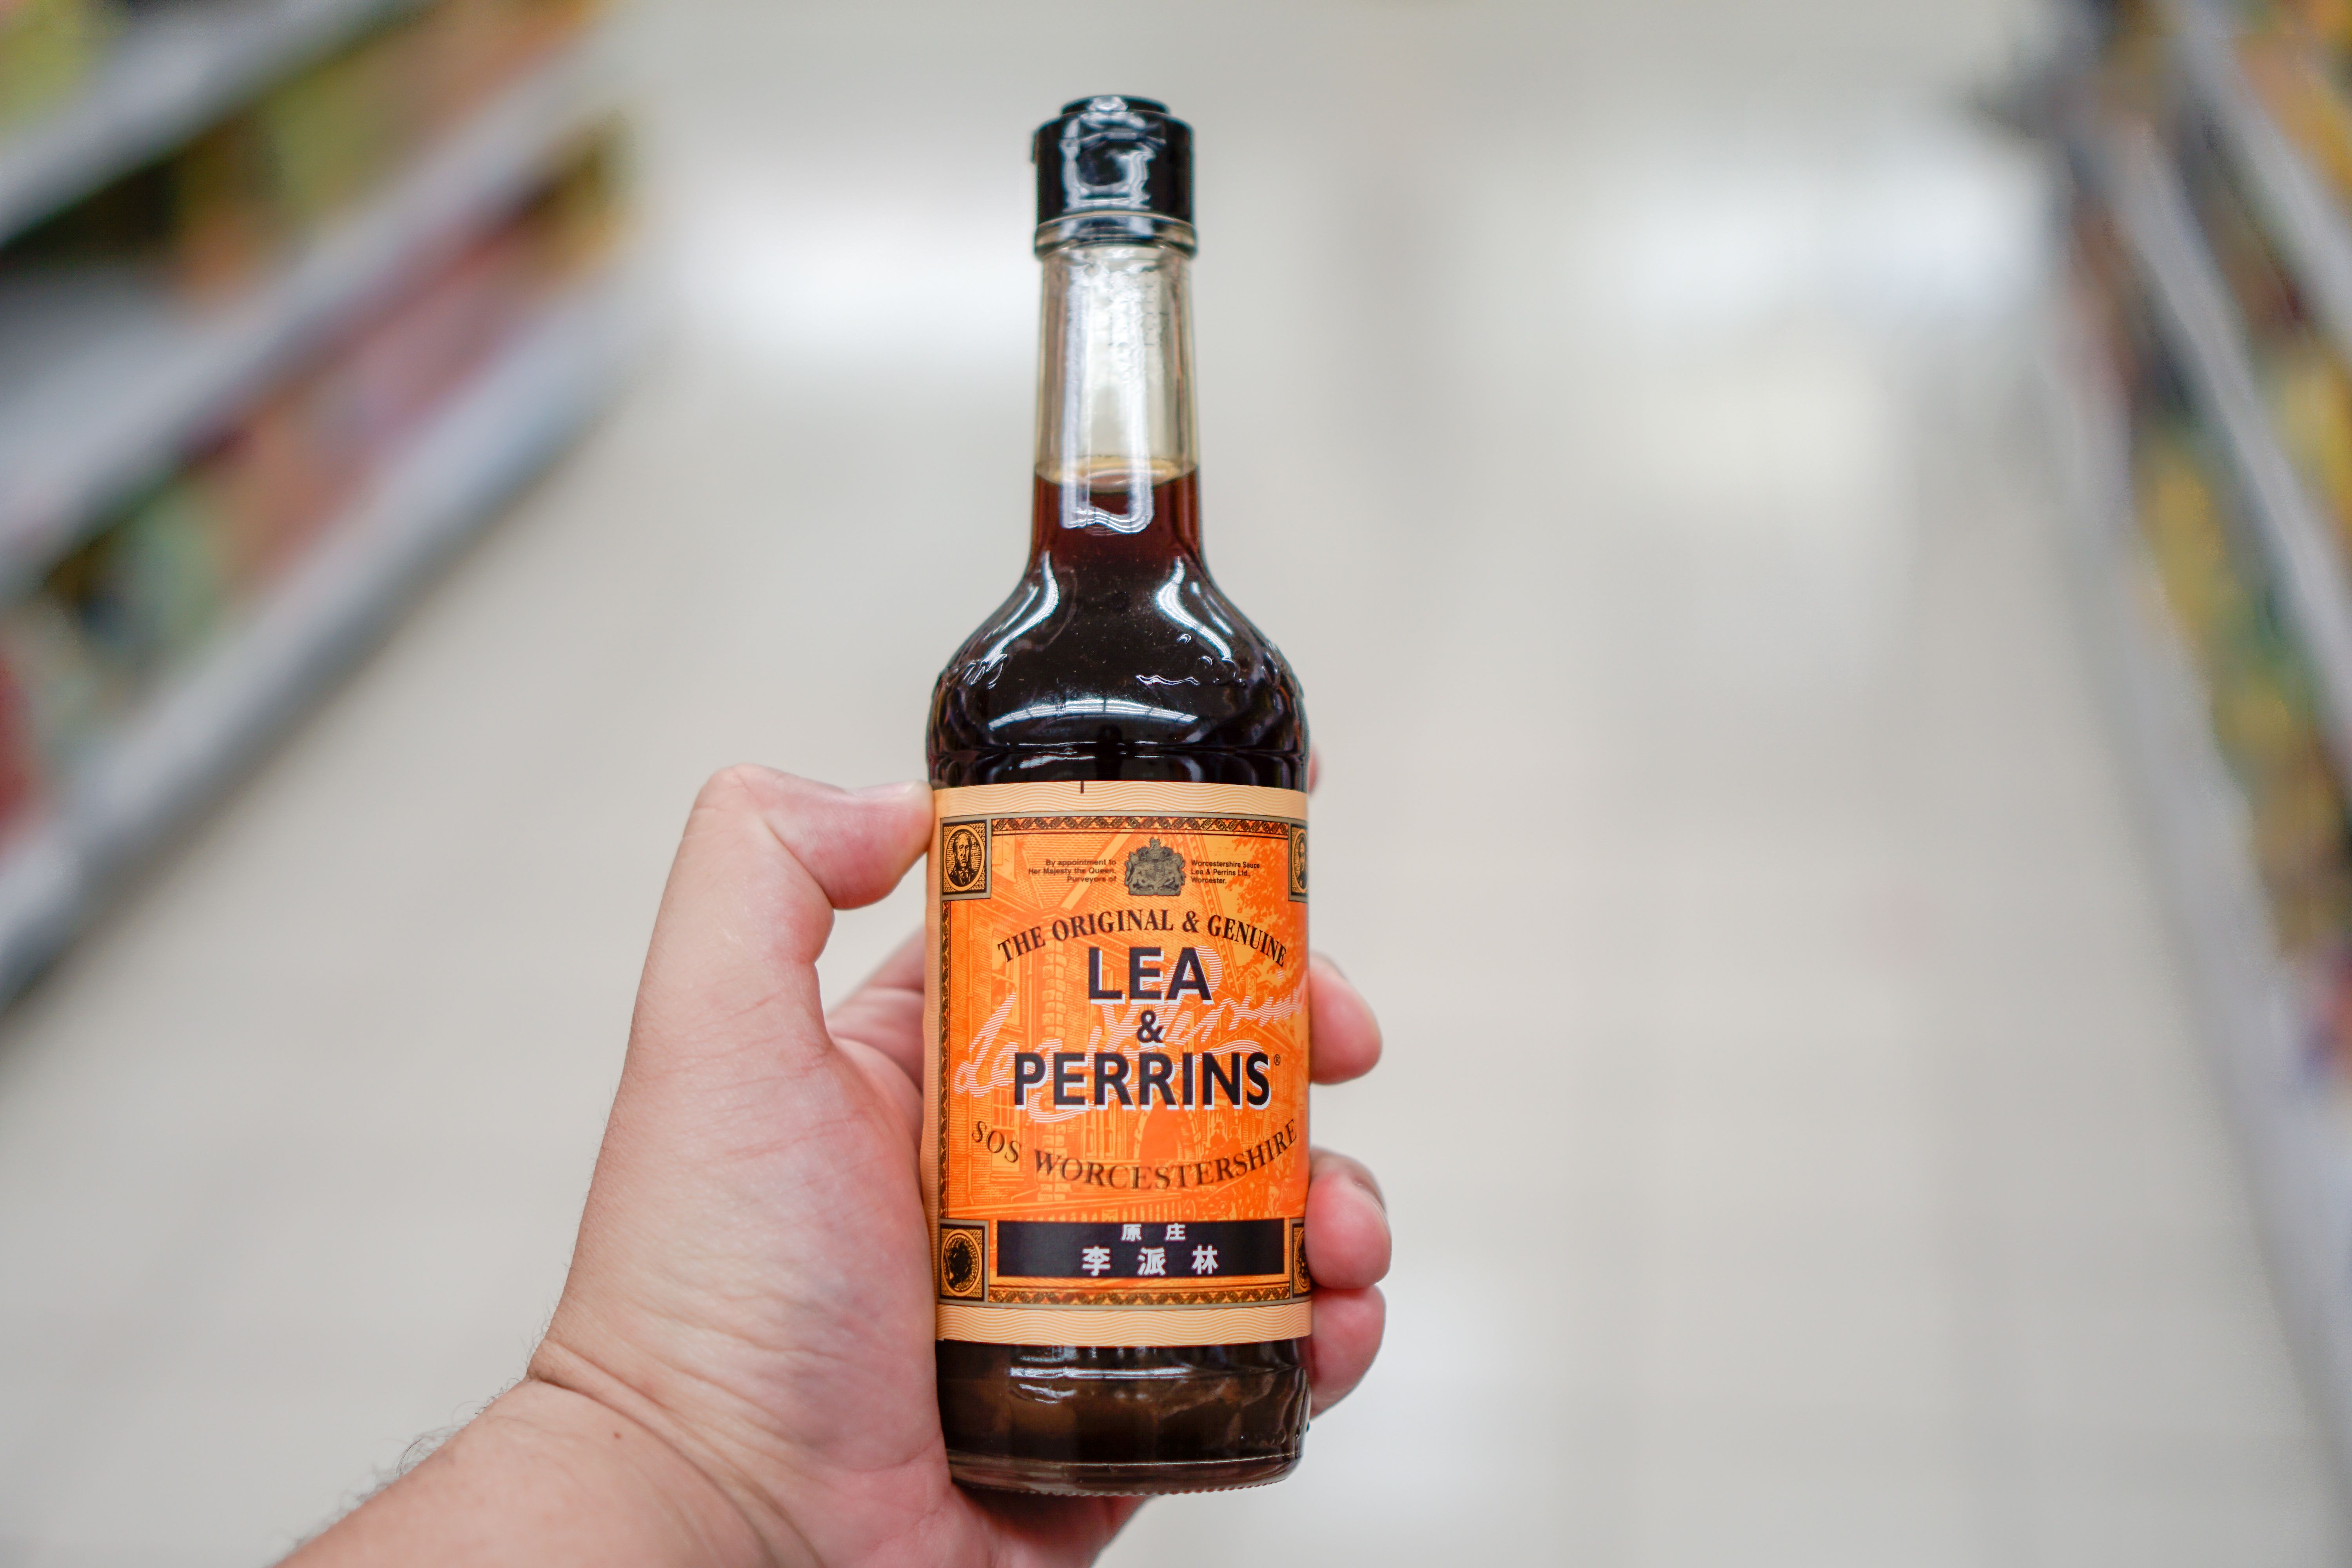 By appointment to
Her Majesty the Queen.
Purveyors of
Worcestershire Sauce
Lea & Perrins Ltd.,
Worcester.
THE ORIGINAL & GENUINE
LEA
&
PERRINS®
SOS WORCESTERSHIRE
原庄
李派林